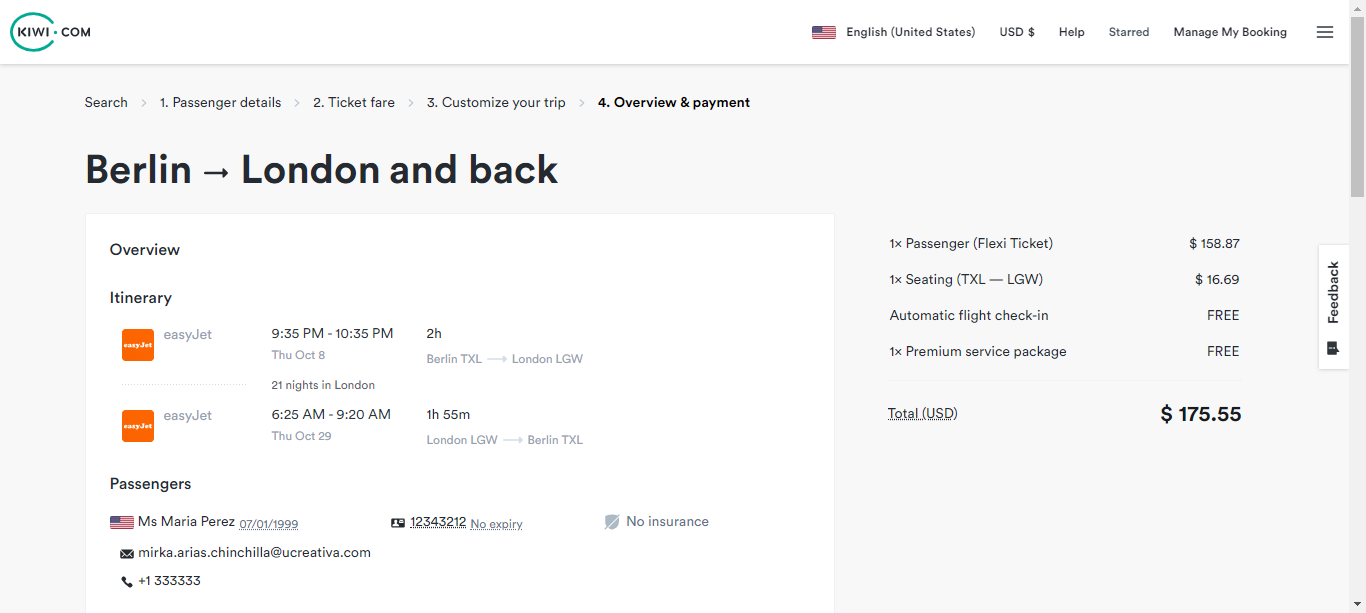 KIWI.COM
English (United States) USD $ Help Starred Manage My Booking
Search > 1. Passenger details > 2. Ticket fare > 3. Customize your trip > 4. Overview & payment
Berlin → London and back
Overview
Itinerary
easyJet
easyJet
9:35 PM - 10:35 PM
Thu Oct 8
2h
Berlin TXL → London LGW
21 nights in London
easyJet
easyJet
6:25 AM - 9:20 AM
Thu Oct 29
1h 55m
London LGW → Berlin TXL
Passengers
Ms Maria Perez 07/01/1999
12343212 No expiry
No insurance
mirka.arias.chinchilla@ucreativa.com
+1 333333
1× Passenger (Flexi Ticket) $ 158.87
1× Seating (TXL — LGW) $ 16.69
Automatic flight check-in FREE
1× Premium service package FREE
Total (USD) $ 175.55
Feedback